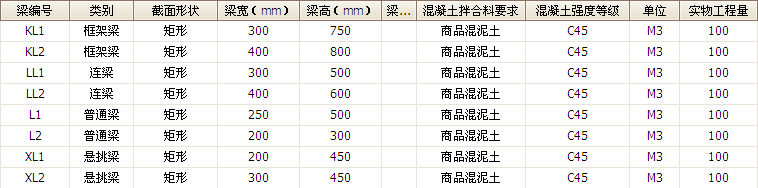 梁编号 类别 截面形状 梁宽(mm) 梁高(mm) 梁... 混凝土拌合料要求 混凝土强度等级 单位 实物工程量
KL1 框架梁 矩形 300 750 商品混泥土 C45 M3 100
KL2 框架梁 矩形 400 800 商品混泥土 C45 M3 100
LL1 连梁 矩形 300 500 商品混泥土 C45 M3 100
LL2 连梁 矩形 400 600 商品混泥土 C45 M3 100
L1 普通梁 矩形 250 500 商品混泥土 C45 M3 100
L2 普通梁 矩形 200 300 商品混泥土 C45 M3 100
XL1 悬挑梁 矩形 200 450 商品混泥土 C45 M3 100
XL2 悬挑梁 矩形 300 450 商品混泥土 C45 M3 100